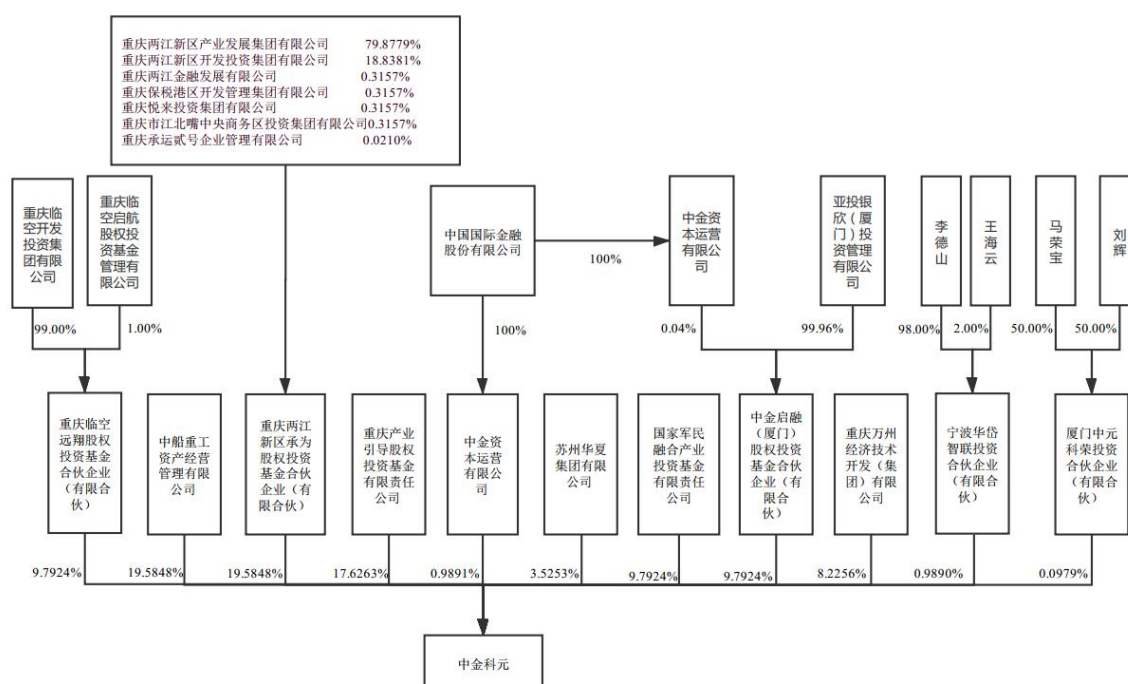 重庆两江新区产业发展集团有限公司 79.8779%
重庆两江新区开发投资集团有限公司 18.8381%
重庆两江金融发展有限公司 0.3157%
重庆保税港区开发管理集团有限公司 0.3157%
重庆悦来投资集团有限公司 0.3157%
重庆市江北嘴中央商务区投资集团有限公司0.3157%
重庆承运贰号企业管理有限公司 0.0210%
重庆临
空开发
投资集
团有限
公司
重庆临
空启航
股权投
资基金
管理有
限公司
中国国际金融
股份有限公司
100%
中金资
本运营
有限公
司
亚投银
欣（厦
门）投
资管理
有限公
司
李
德
山
王
海
云
马
荣
宝
刘
辉
99.00%
1.00%
100%
0.04%
99.96%
98.00%
2.00%
50.00%
50.00%
重庆临空
远翔股权
投资基金
合伙企业
（有限合
伙）
中船重工
资产经营
管理有限
公司
重庆两江
新区承为
股权投资
基金合伙
企业（有
限合伙）
重庆产业
引导股权
投资基金
有限责任
公司
中金资
本运营
有限公
司
苏州华夏
集团有限
公司
国家军民
融合产业
投资基金
有限责任
公司
中金启融
（厦门）
股权投资
基金合伙
企业（有
限合
伙）
重庆万州
经济技术
开发（集
团）有限
公司
宁波华岱
智联投资
合伙企业
（有限合
伙）
厦门中元
科荣投资
合伙企业
（有限合
伙）
9.7924%
19.5848%
19.5848%
17.6263%
0.9891%
3.5253%
9.7924%
9.7924%
8.2256%
0.9890%
0.0979%
中金科元